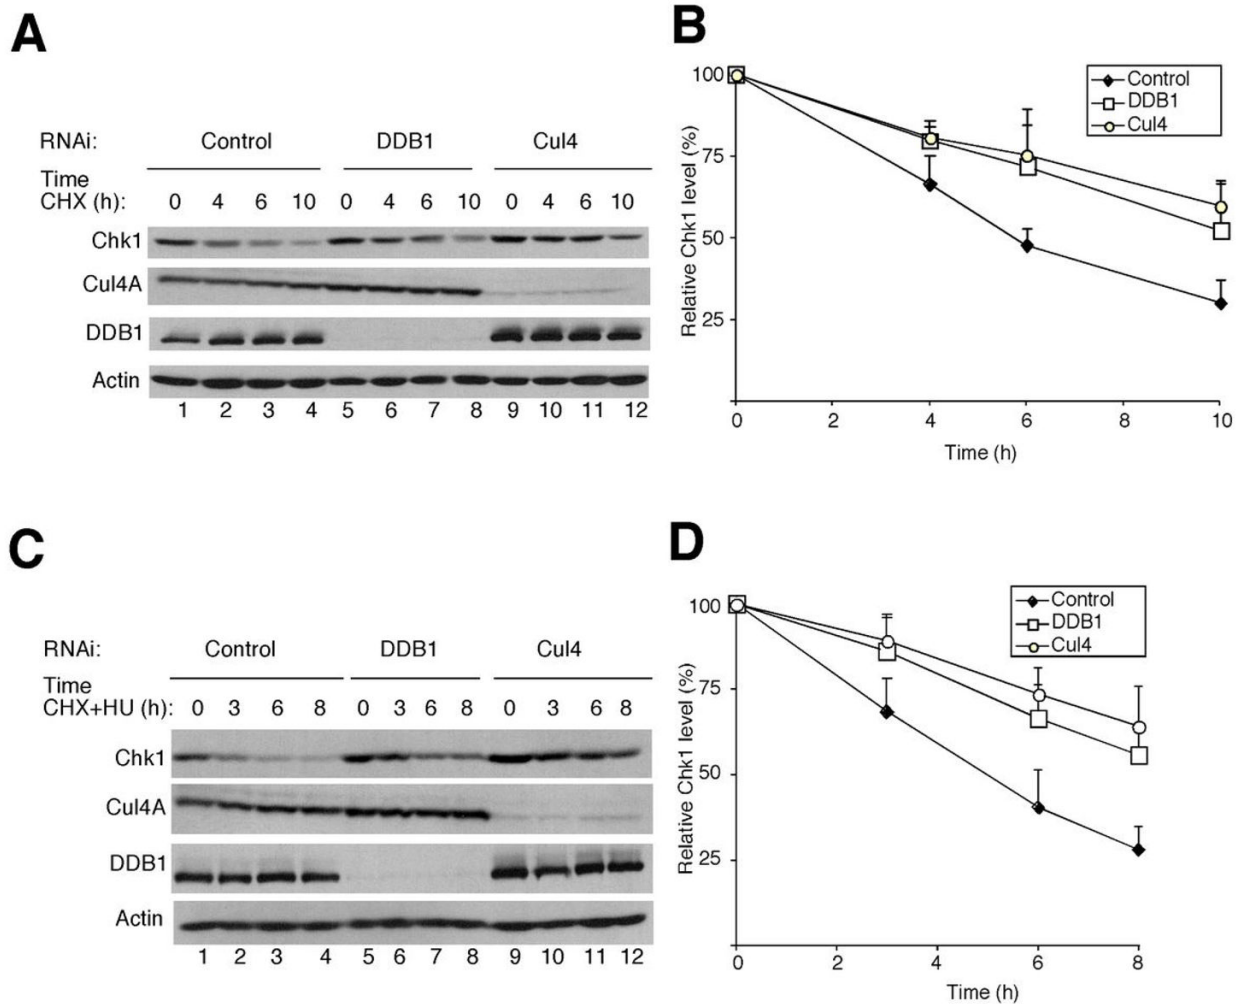 A
RNAi: Control DDB1 Cul4
Time
CHX (h): 0 4 6 10 0 4 6 10 0 4 6 10
Chk1
Cul4A
DDB1
Actin
1 2 3 4 5 6 7 8 9 10 11 12
B
Control
DDB1
Cul4
Relative Chk1 level (%)
100
75
50
25
0 2 4 6 8 10
Time (h)
C
RNAi: Control DDB1 Cul4
Time
CHX+HU (h): 0 3 6 8 0 3 6 8 0 3 6 8
Chk1
Cul4A
DDB1
Actin
1 2 3 4 5 6 7 8 9 10 11 12
D
Control
DDB1
Cul4
Relative Chk1 level (%)
100
75
50
25
0 2 4 6 8
Time (h)